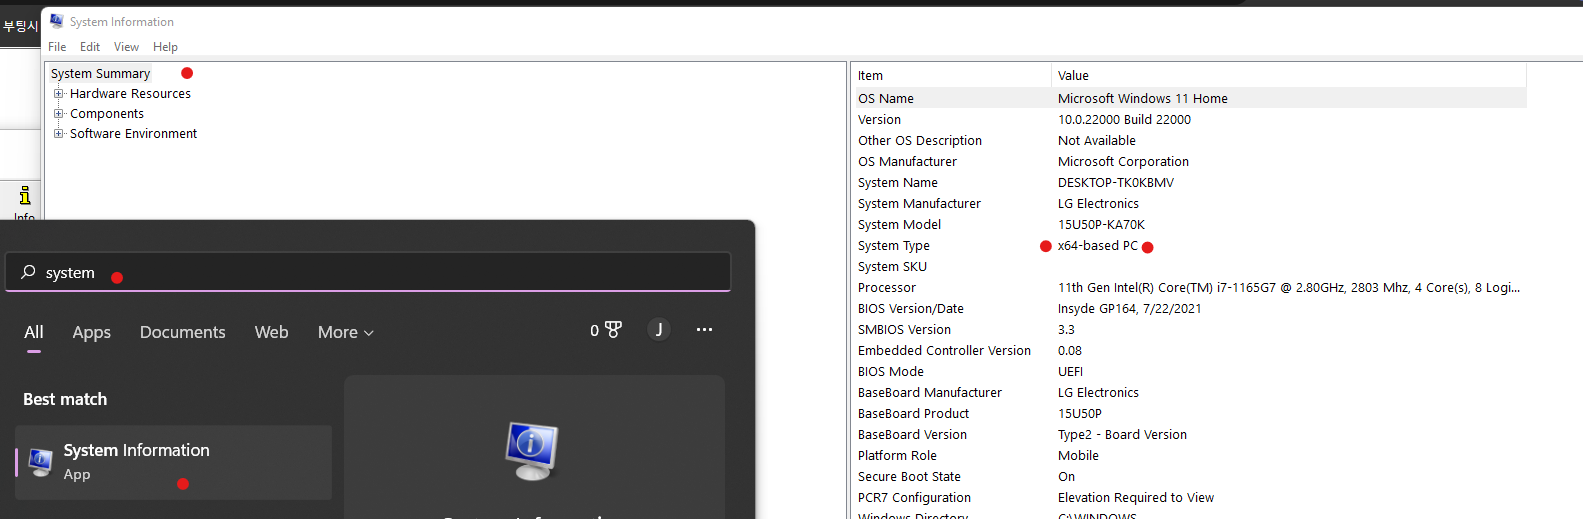 부팅시
System Information
File Edit View Help
System Summary
Hardware Resources
Components
Software Environment
Info
Item Value
OS Name Microsoft Windows 11 Home
Version 10.0.22000 Build 22000
Other OS Description Not Available
OS Manufacturer Microsoft Corporation
System Name DESKTOP-TK0KBMV
System Manufacturer LG Electronics
System Model 15U50P-KA70K
System Type x64-based PC
System SKU
Processor 11th Gen Intel(R) Core(TM) i7-1165G7 @ 2.80GHz, 2803 Mhz, 4 Core(s), 8 Logi...
BIOS Version/Date Insyde GP164, 7/22/2021
SMBIOS Version 3.3
Embedded Controller Version 0.08
BIOS Mode UEFI
BaseBoard Manufacturer LG Electronics
BaseBoard Product 15U50P
BaseBoard Version Type2 - Board Version
Platform Role Mobile
Secure Boot State On
PCR7 Configuration Elevation Required to View
Windows Directory C:\WINDOWS
system
All Apps Documents Web More 0 J ...
Best match
System Information
App